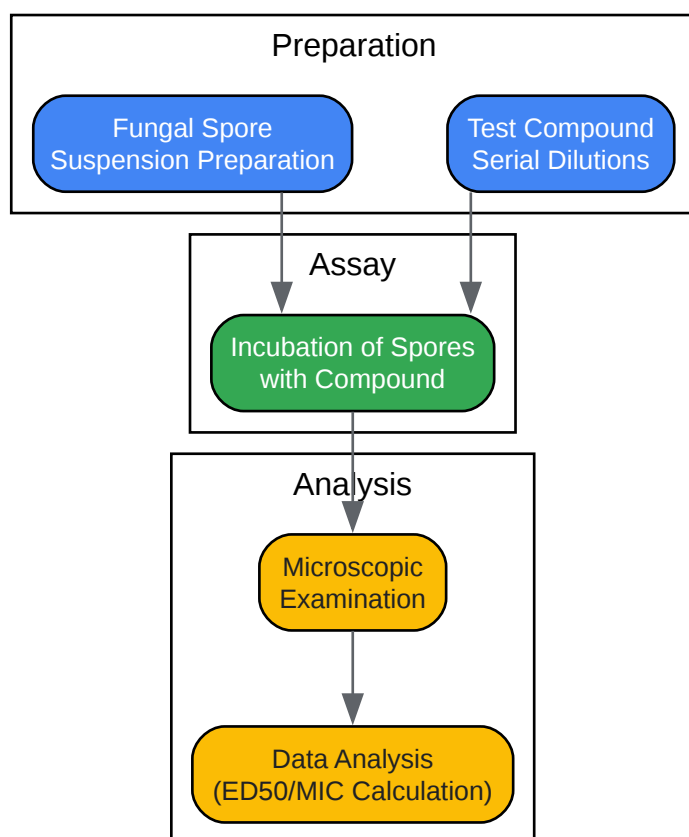 Preparation
Fungal Spore
Suspension Preparation
Test Compound
Serial Dilutions
Assay
Incubation of Spores
with Compound
Analysis
Microscopic
Examination
Data Analysis
(ED50/MIC Calculation)